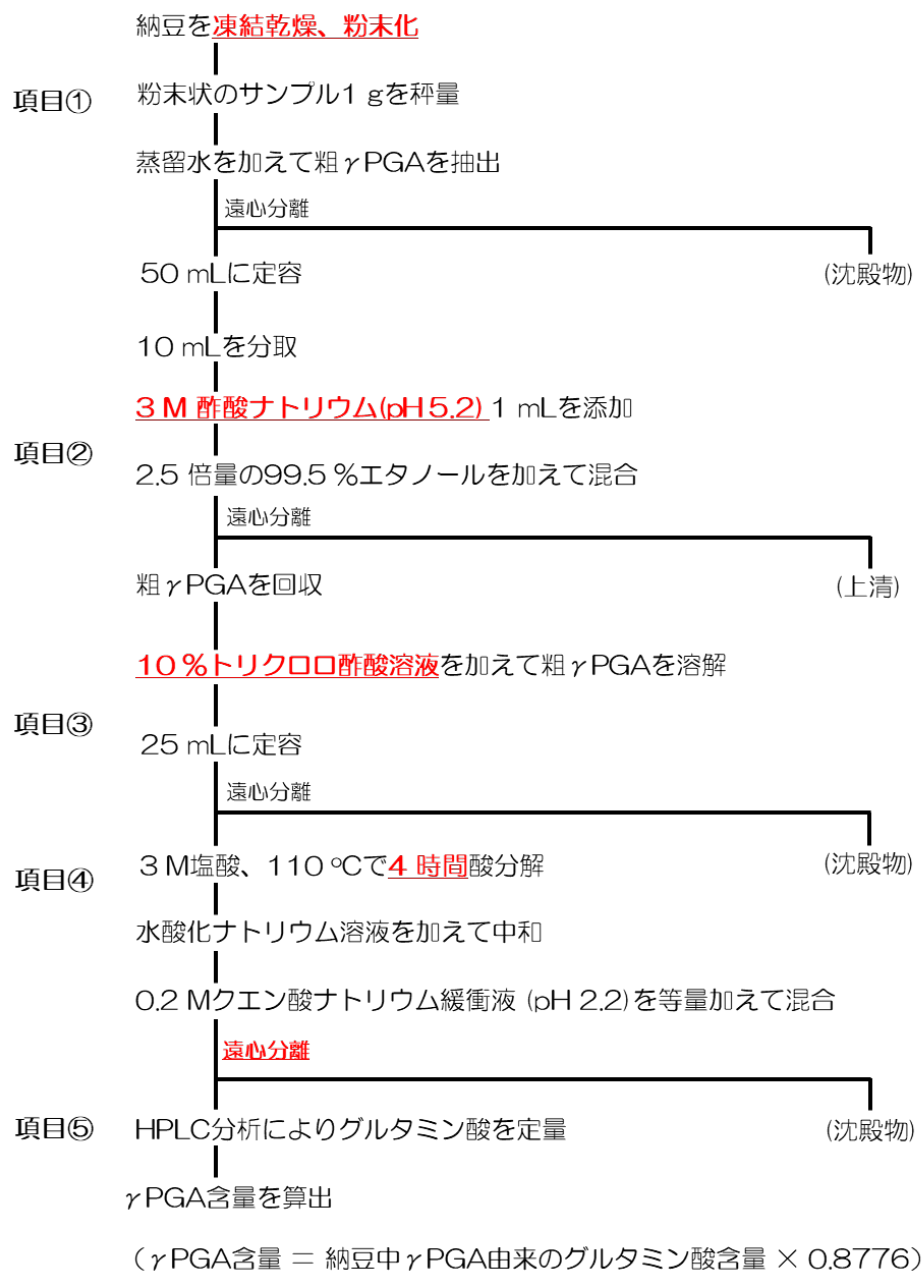 納豆を凍結乾燥、粉末化
項目① 粉末状のサンプル1 gを秤量
蒸留水を加えて粗γPGAを抽出
遠心分離
50 mLに定容 (沈殿物)
10 mLを分取
3 M 酢酸ナトリウム(pH 5.2) 1 mLを添加
項目②
2.5 倍量の99.5 %エタノールを加えて混合
遠心分離
粗γPGAを回収 (上清)
10 %トリクロロ酢酸溶液を加えて粗γPGAを溶解
項目③
25 mLに定容
遠心分離
項目④ 3 M塩酸、110 ℃で4 時間酸分解 (沈殿物)
水酸化ナトリウム溶液を加えて中和
0.2 Mクエン酸ナトリウム緩衝液 (pH 2.2)を等量加えて混合
遠心分離
項目⑤ HPLC分析によりグルタミン酸を定量 (沈殿物)
γPGA含量を算出
(γPGA含量 = 納豆中γPGA由来のグルタミン酸含量 × 0.8776)